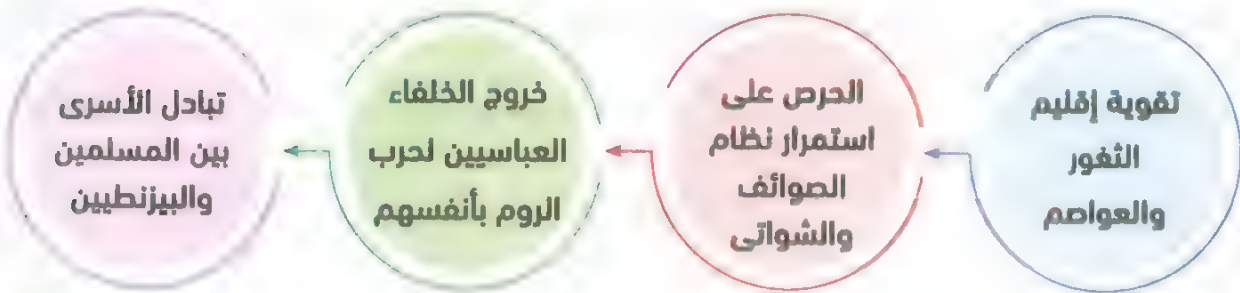 تقوية إقليم
الثغور
والعواصم
الحرص على
استمرار نظام
الصوائف
والشواتى
خروج الخلفاء
العباسيين لحرب
الروم بأنفسهم
تبادل الأسرى
بين المسلمين
والبيزنطيين